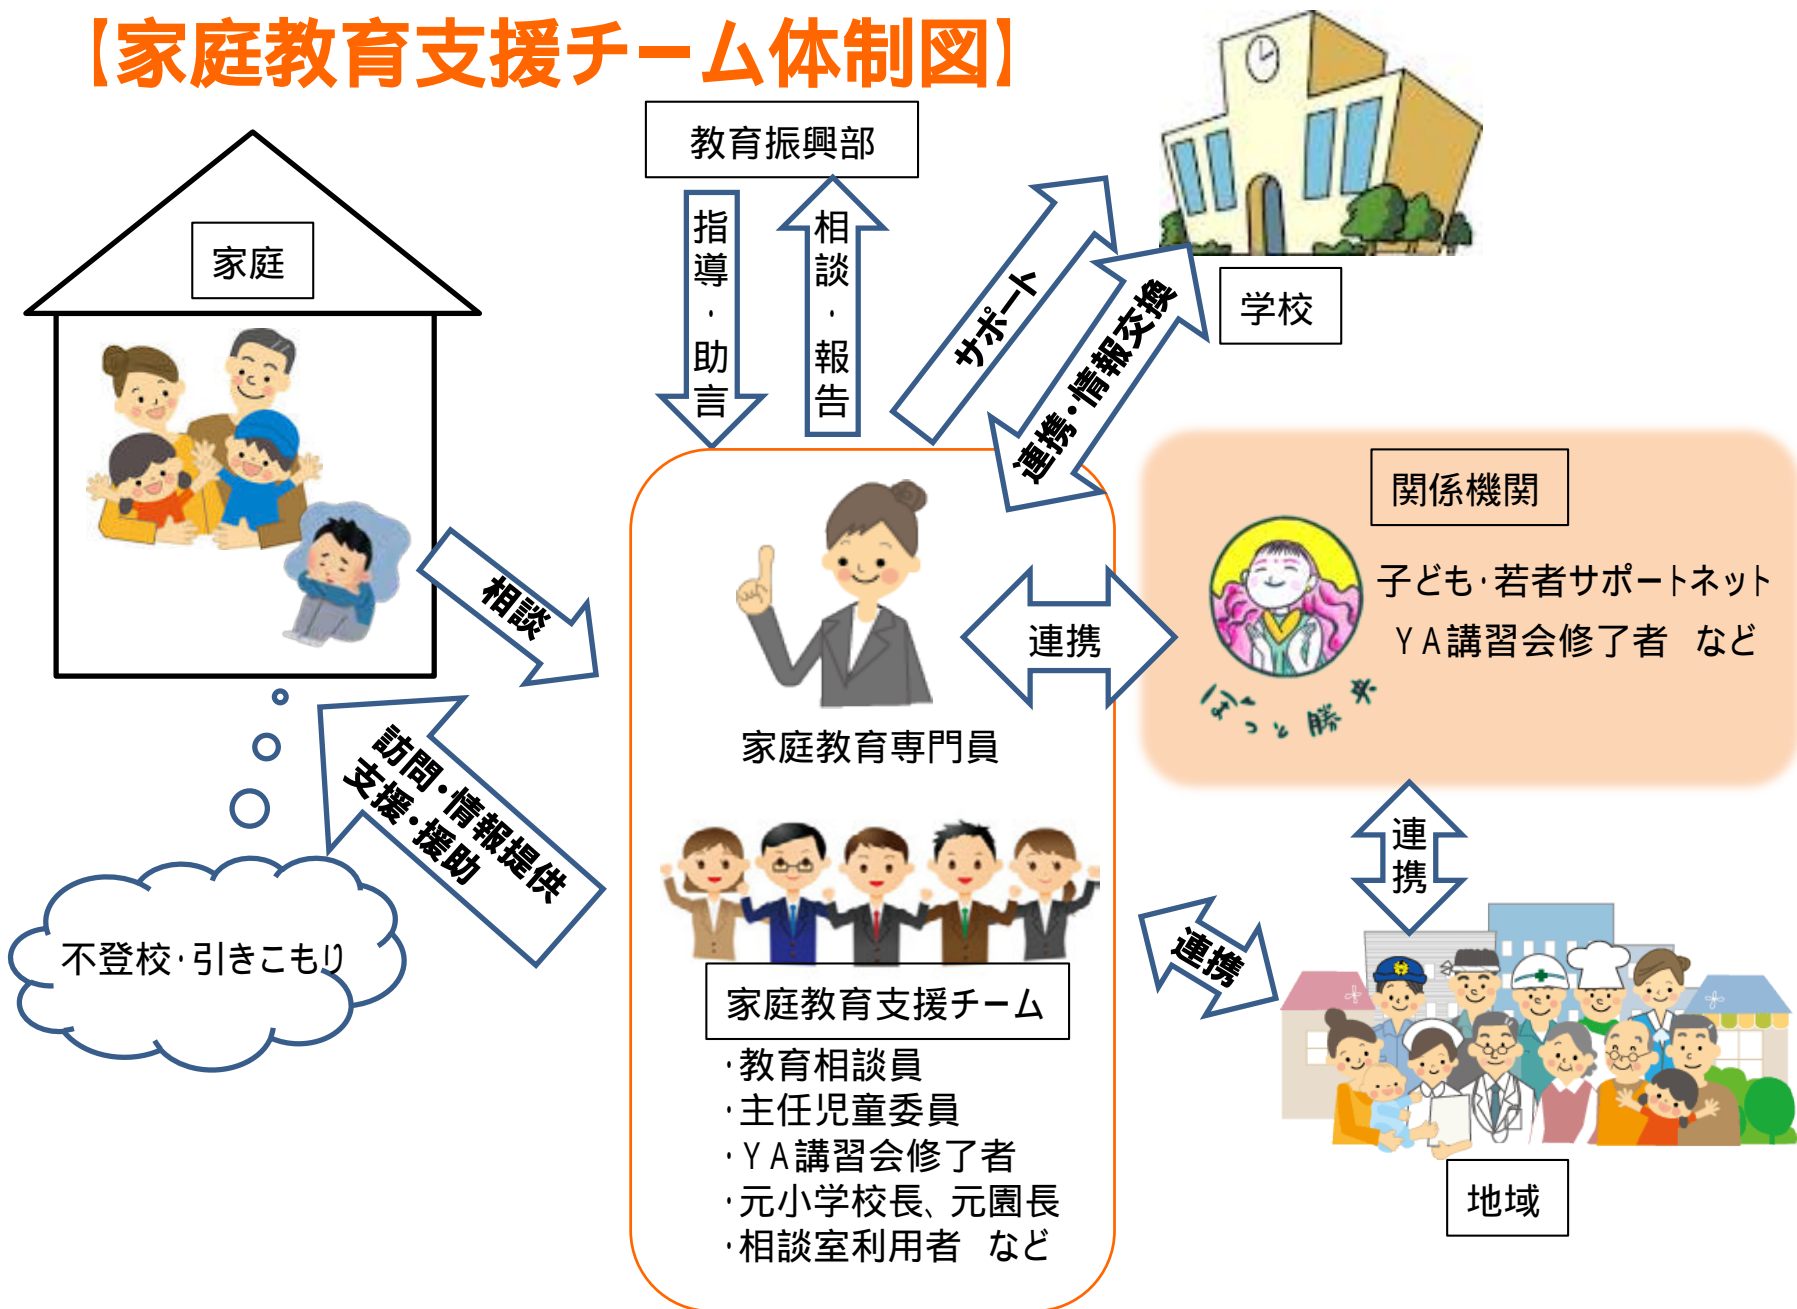 【家庭教育支援チーム体制図】
教育振興部
家庭
指導・助言
相談・報告
サポート
連携・情報交換
学校
関係機関
子ども・若者サポートネット
ＹＡ講習会修了者　など
ぽっと勝央
相談
連携
家庭教育専門員
訪問・情報提供
支援・援助
連携
連携
不登校・引きこもり
家庭教育支援チーム
・教育相談員
・主任児童委員
・ＹＡ講習会修了者
・元小学校長、元園長
・相談室利用者　など
地域